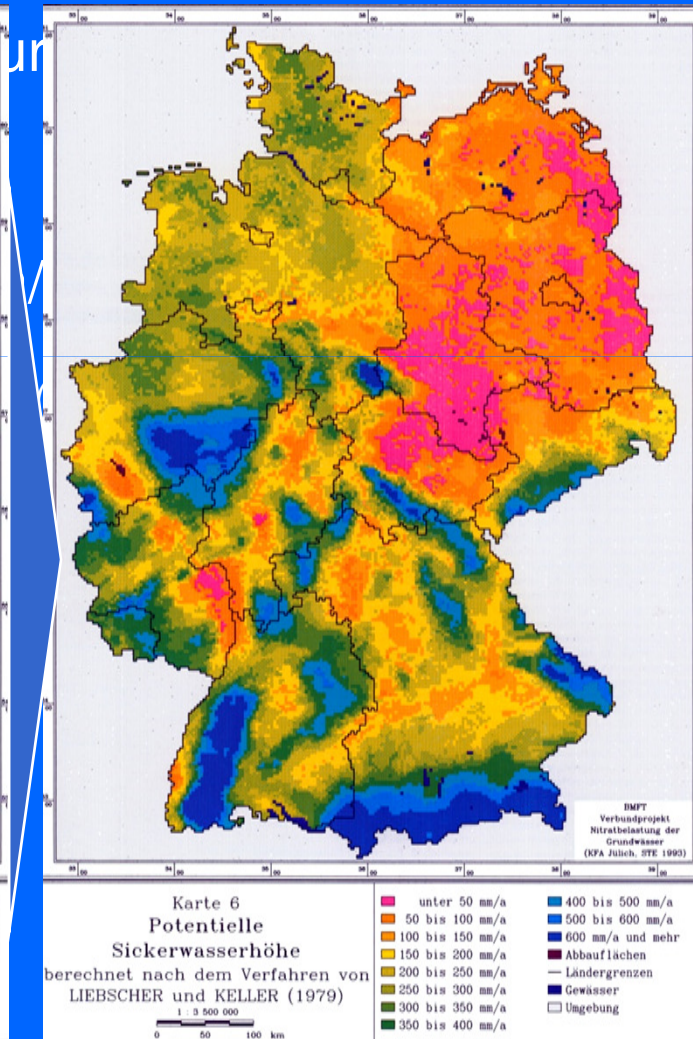 ur
Karte 6
Potentielle
Sickerwasserhöhe
berechnet nach dem Verfahren von
LIEBSCHER und KELLER (1979)
1 : 5 500 000
0 50 100 km
unter 50 mm/a
50 bis 100 mm/a
100 bis 150 mm/a
150 bis 200 mm/a
200 bis 250 mm/a
250 bis 300 mm/a
300 bis 350 mm/a
350 bis 400 mm/a
400 bis 500 mm/a
500 bis 600 mm/a
600 mm/a und mehr
Abbauflächen
Ländergrenzen
Gewässer
Umgebung
BMFT
Verbundprojekt
Nitratbelastung der
Grundwässer
(KFA Jülich, STE 1993)